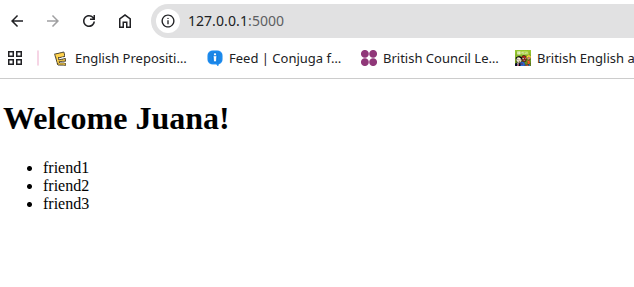 127.0.0.1:5000
English Prepositi... Feed | Conjuga f... British Council Le... British English a
Welcome Juana!
• friend1
• friend2
• friend3